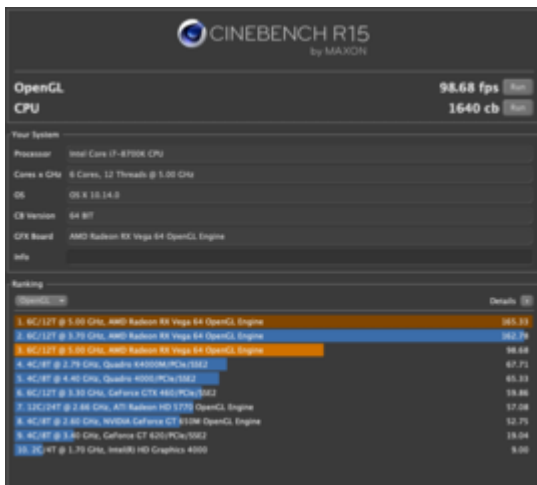 CINEBENCH R15
by MAXON
OpenGL 98.68 fps Run
CPU 1640 cb Run
Your System
Processor Intel Core i7-8700K CPU
Cores x GHz 6 Cores, 12 Threads @ 5.00 GHz
OS OS X 10.14.0
CB Version 64 BIT
GFX Board AMD Radeon RX Vega 64 OpenGL Engine
Info
Ranking
OpenGL Details
1. 6C/12T @ 5.00 GHz, AMD Radeon RX Vega 64 OpenGL Engine 165.33
2. 6C/12T @ 3.70 GHz, AMD Radeon RX Vega 64 OpenGL Engine 162.79
3. 6C/12T @ 5.00 GHz, AMD Radeon RX Vega 64 OpenGL Engine 98.68
4. 4C/8T @ 2.79 GHz, Quadro K4000M/PCIe/SSE2 67.71
5. 4C/8T @ 4.40 GHz, Quadro 4000/PCIe/SSE2 65.33
6. 6C/12T @ 3.30 GHz, GeForce GTX 460/PCIe/SSE2 59.86
7. 12C/24T @ 2.66 GHz, ATI Radeon HD 5770 OpenGL Engine 57.08
8. 4C/8T @ 2.60 GHz, NVIDIA GeForce GT 650M OpenGL Engine 52.75
9. 4C/8T @ 3.40 GHz, GeForce GT 620/PCIe/SSE2 19.04
10. 2C/4T @ 1.70 GHz, Intel(R) HD Graphics 4000 9.00